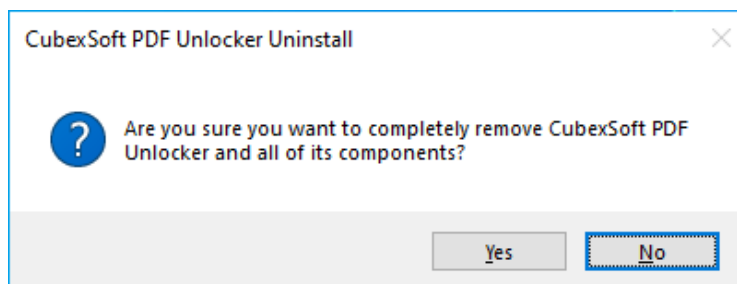 CubexSoft PDF Unlocker Uninstall
Are you sure you want to completely remove CubexSoft PDF
Unlocker and all of its components?
Yes
No